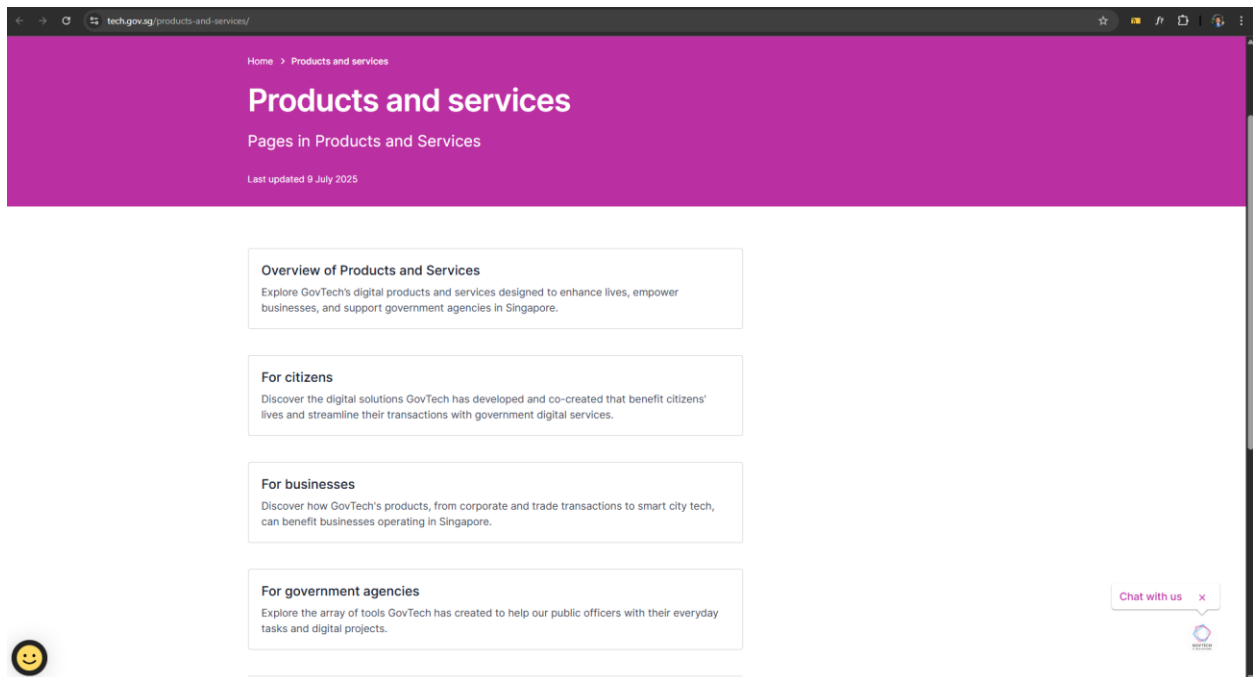 tech.gov.sg/products-and-services/
Home > Products and services
Products and services
Pages in Products and Services
Last updated 9 July 2025
Overview of Products and Services
Explore GovTech's digital products and services designed to enhance lives, empower
businesses, and support government agencies in Singapore.
For citizens
Discover the digital solutions GovTech has developed and co-created that benefit citizens'
lives and streamline their transactions with government digital services.
For businesses
Discover how GovTech's products, from corporate and trade transactions to smart city tech,
can benefit businesses operating in Singapore.
For government agencies
Explore the array of tools GovTech has created to help our public officers with their everyday
tasks and digital projects.
Chat with us
GOVTECH